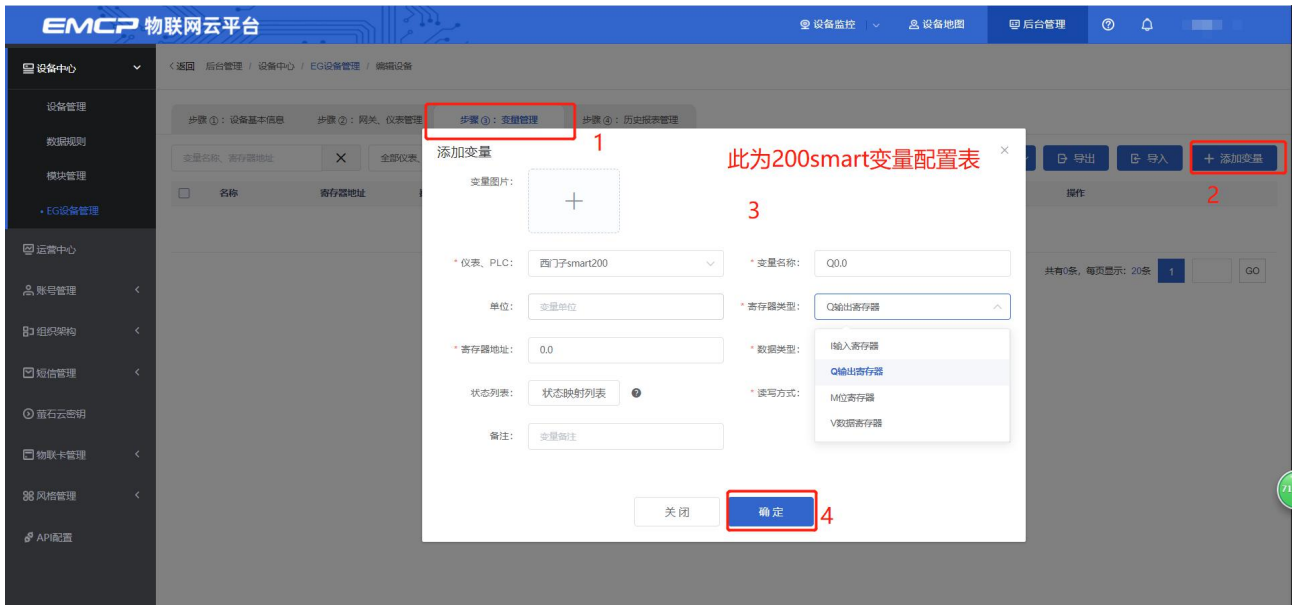 EMCP 物联网云平台
设备监控
设备地图
后台管理
设备中心
<返回 后台管理 / 设备中心 / EG设备管理 / 编辑设备
设备管理
数据规则
模块管理
• EG设备管理
运营中心
账号管理
组织架构
短信管理
萤石云密钥
物联卡管理
风格管理
API配置
步骤①：设备基本信息
步骤②：网关、仪表管理
步骤③：变量管理
步骤④：历史报表管理
1
变量名称、寄存器地址
全部仪表、
导出
导入
+ 添加变量
2
名称
寄存器地址
操作
共有0条，每页显示：20条
1
GO
添加变量
此为200smart变量配置表
3
变量图片：
* 仪表、PLC：
西门子smart200
* 变量名称：
Q0.0
单位：
变量单位
* 寄存器类型：
Q输出寄存器
* 寄存器地址：
0.0
* 数据类型：
I输入寄存器
Q输出寄存器
M位寄存器
V数据寄存器
状态列表：
状态映射列表
* 读写方式：
备注：
变量备注
关闭
确定
4
71